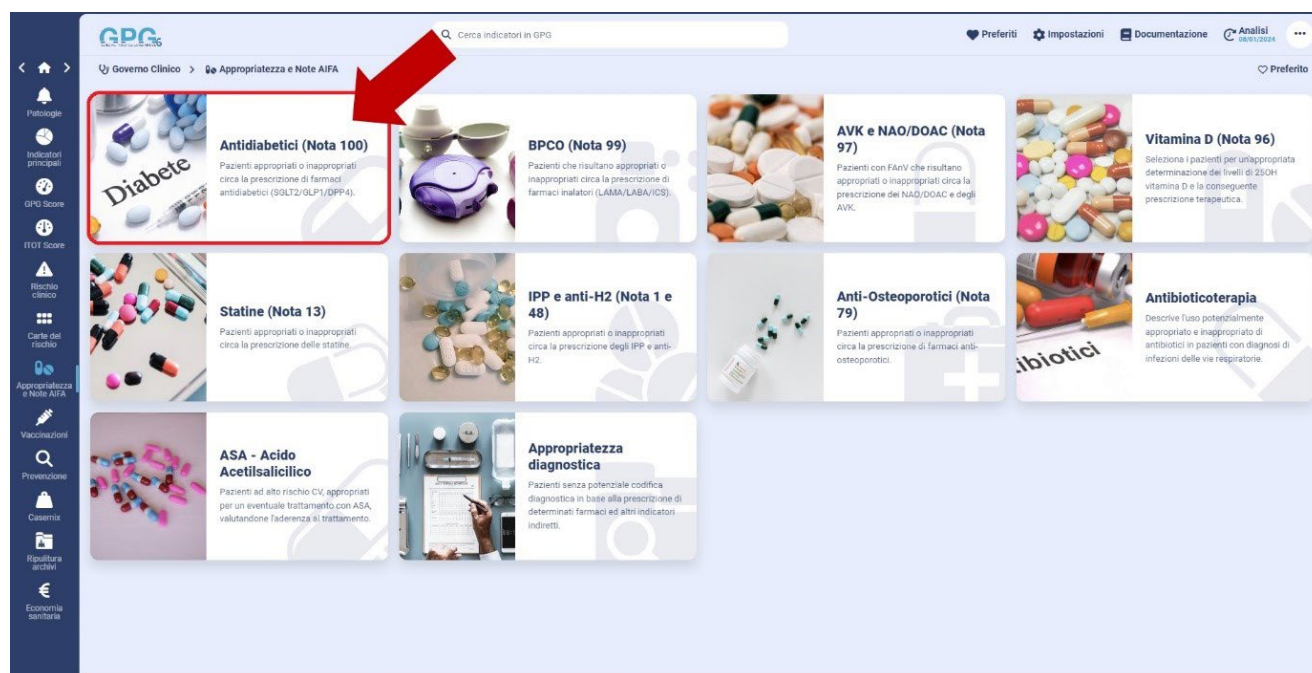 GPG
Cerca indicatori in GPG
Preferiti
Impostazioni
Documentazione
Analisi
08/01/2024
Governo Clinico > Appropriatezza e Note AIFA
Preferito
Patologie
Indicatori
principali
GPG Score
ITOT Score
Rischio
clinico
Carte del
rischio
Appropriatezza
e Note AIFA
Vaccinazioni
Prevenzione
Casemix
Ripulitura
archivi
Economia
sanitaria
Diabete
Antidiabetici (Nota 100)
Pazienti appropriati o inappropriati
circa la prescrizione di farmaci
antidiabetici (SGLT2/GLP1/DPP4).
BPCO (Nota 99)
Pazienti che risultano appropriati o
inappropriati circa la prescrizione di
farmaci inalatori (LAMA/LABA/ICS).
AVK e NAO/DOAC (Nota
97)
Pazienti con FAnV che risultano
appropriati o inappropriati circa la
prescrizione dei NAO/DOAC e degli
AVK.
Vitamina D (Nota 96)
Seleziona i pazienti per un'appropriata
determinazione dei livelli di 25OH
vitamina D e la conseguente
prescrizione terapeutica.
Statine (Nota 13)
Pazienti appropriati o inappropriati
circa la prescrizione delle statine.
IPP e anti-H2 (Nota 1 e
48)
Pazienti appropriati o inappropriati
circa la prescrizione degli IPP e anti-
H2.
Anti-Osteoporotici (Nota
79)
Pazienti appropriati o inappropriati
circa la prescrizione di farmaci anti-
osteoporotici.
tibiotici
Antibioticoterapia
Descrive l'uso potenzialmente
appropriato e inappropriato di
antibiotici in pazienti con diagnosi di
infezioni delle vie respiratorie.
ASA - Acido
Acetilsalicilico
Pazienti ad alto rischio CV, appropriati
per un eventuale trattamento con ASA,
valutandone l'aderenza al trattamento.
Appropriatezza
diagnostica
Pazienti senza potenziale codifica
diagnostica in base alla prescrizione di
determinati farmaci ed altri indicatori
indiretti.